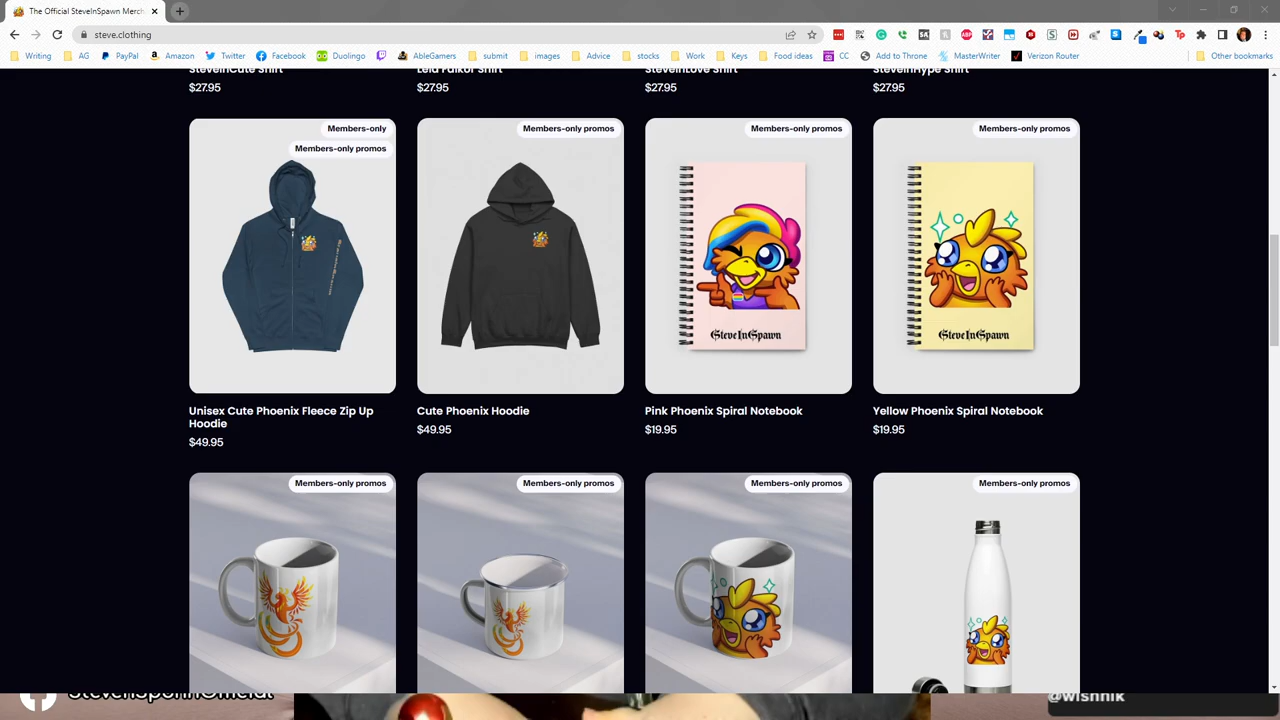 The Official SteveInSpawn Merch
steve.clothing
Writing
AG
PayPal
Amazon
Twitter
Facebook
Duolingo
AbleGamers
submit
images
Advice
stocks
Work
Keys
Food ideas
CC
Add to Throne
MasterWriter
Verizon Router
Other bookmarks
$27.95
$27.95
$27.95
$27.95
Members-only
Members-only promos
Members-only promos
Members-only promos
Members-only promos
SteveInSpawn
SteveInSpawn
Unisex Cute Phoenix Fleece Zip Up
Hoodie
$49.95
Cute Phoenix Hoodie
$49.95
Pink Phoenix Spiral Notebook
$19.95
Yellow Phoenix Spiral Notebook
$19.95
Members-only promos
Members-only promos
Members-only promos
Members-only promos
@wishnik